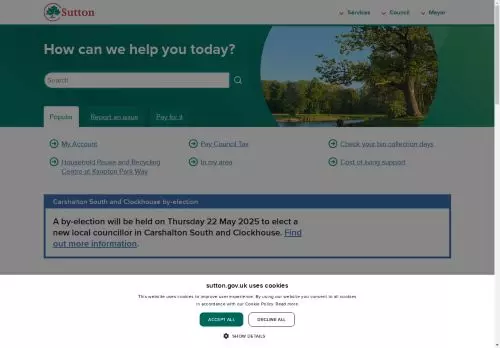 Sutton
Services
Council
Mayor
How can we help you today?
Search
Popular
Report an issue
Pay for it
My Account
Pay Council Tax
Check your bin collection days
Household Reuse and Recycling
Centre at Kimpton Park Way
In my area
Cost of living support
Carshalton South and Clockhouse by-election
A by-election will be held on Thursday 22 May 2025 to elect a
new local councillor in Carshalton South and Clockhouse. Find
out more information.
sutton.gov.uk uses cookies
This website uses cookies to improve user experience. By using our website you consent to all cookies
in accordance with our Cookie Policy. Read more
ACCEPT ALL
DECLINE ALL
SHOW DETAILS